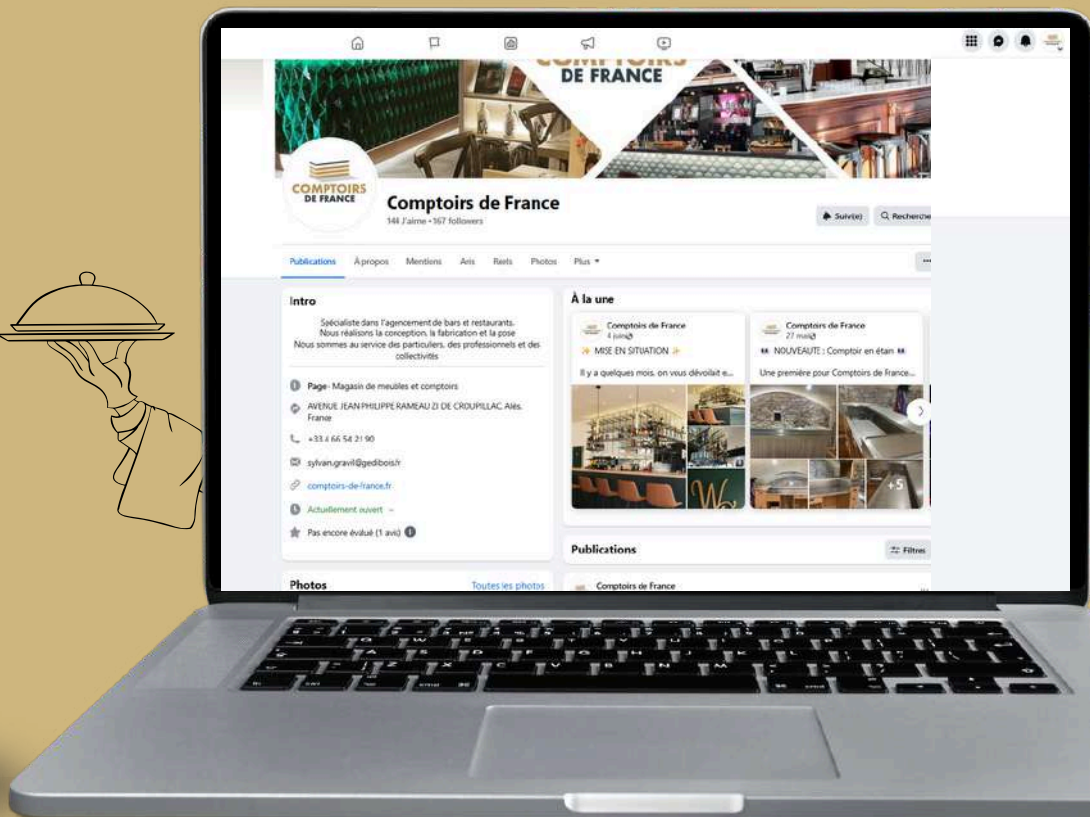 COMPTOIRS
DE FRANCE
COMPTOIRS
DE FRANCE
Comptoirs de France
144 J'aime • 167 followers
Suivi(e)
Recherche
Publications
À propos
Mentions
Avis
Reels
Photos
Plus
Intro
Spécialiste dans l'agencement de bars et restaurants.
Nous réalisons la conception, la fabrication et la pose
Nous sommes au service des particuliers, des professionnels et des
collectivités
Page · Magasin de meubles et comptoirs
AVENUE JEAN PHILIPPE RAMEAU ZI DE CROUPILLAC, Alès,
France
+33 4 66 54 21 90
sylvan.gravil@gedibois.fr
comptoirs-de-france.fr
Actuellement ouvert
Pas encore évalué (1 avis)
Photos
Toutes les photos
À la une
Comptoirs de France
4 juin
✨ MISE EN SITUATION ✨
Il y a quelques mois, on vous dévoilait e...
Comptoirs de France
27 mai
NOUVEAUTE : Comptoir en étain
Une première pour Comptoirs de France...
+5
Publications
Filtres
Comptoirs de France